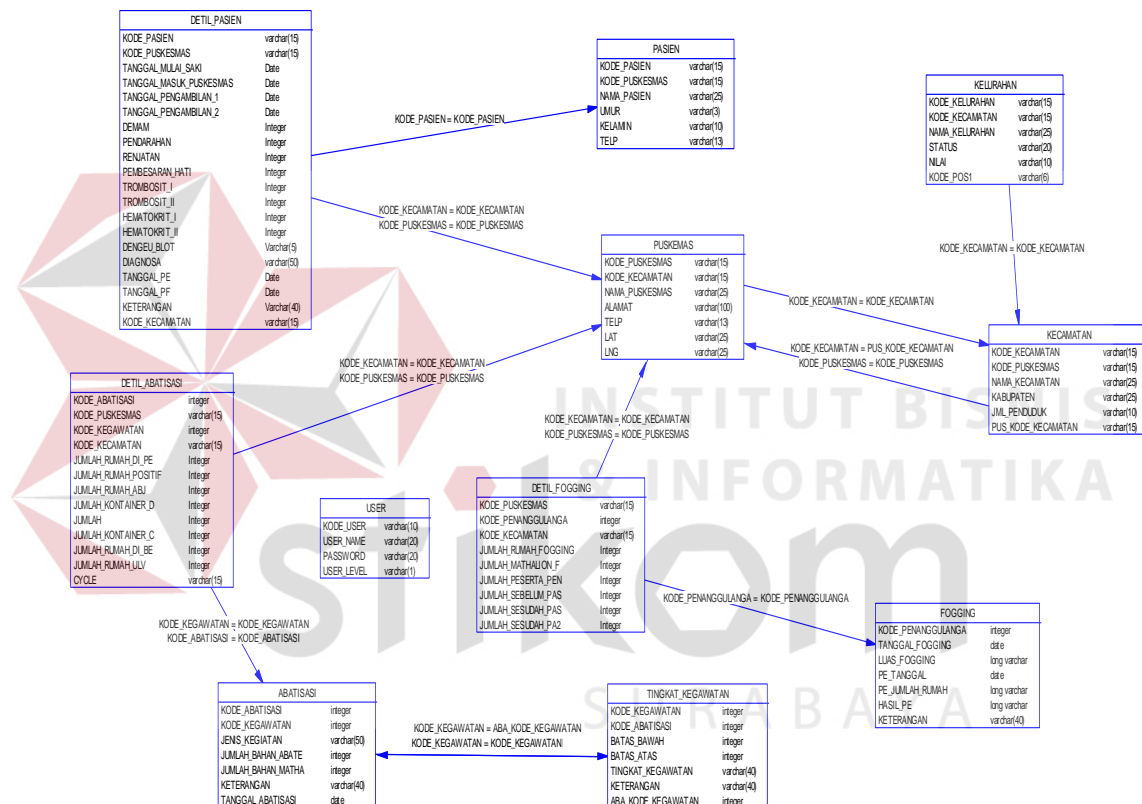 DETIL_PASIEN
KODE_PASIEN varchar(15)
KODE_PUSKESMAS varchar(15)
TANGGAL_MULAI_SAKI Date
TANGGAL_MASUK_PUSKESMAS Date
TANGGAL_PENGAMBILAN_1 Date
TANGGAL_PENGAMBILAN_2 Date
DEMAM Integer
PENDARAHAN Integer
RENJATAN Integer
PEMBESARAN_HATI Integer
TROMBOSIT_I Integer
TROMBOSIT_II Integer
HEMATOKRIT_I Integer
HEMATOKRIT_II Integer
DENGEU_BLOT Varchar(5)
DIAGNOSA varchar(50)
TANGGAL_PE Date
TANGGAL_PF Date
KETERANGAN Varchar(40)
KODE_KECAMATAN varchar(15)
KODE_PASIEN = KODE_PASIEN
PASIEN
KODE_PASIEN varchar(15)
KODE_PUSKESMAS varchar(15)
NAMA_PASIEN varchar(25)
UMUR varchar(3)
KELAMIN varchar(10)
TELP varchar(13)
KELURAHAN
KODE_KELURAHAN varchar(15)
KODE_KECAMATAN varchar(15)
NAMA_KELURAHAN varchar(25)
STATUS varchar(20)
NILAI varchar(10)
KODE_POS1 varchar(6)
KODE_KECAMATAN = KODE_KECAMATAN
KODE_PUSKESMAS = KODE_PUSKESMAS
KODE_KECAMATAN = KODE_KECAMATAN
PUSKEMAS
KODE_PUSKESMAS varchar(15)
KODE_KECAMATAN varchar(15)
NAMA_PUSKESMAS varchar(25)
ALAMAT varchar(100)
TELP varchar(13)
LAT varchar(25)
LNG varchar(25)
KODE_KECAMATAN = KODE_KECAMATAN
KODE_KECAMATAN = PUS_KODE_KECAMATAN
KODE_PUSKESMAS = KODE_PUSKESMAS
KECAMATAN
KODE_KECAMATAN varchar(15)
KODE_PUSKESMAS varchar(15)
NAMA_KECAMATAN varchar(25)
KABUPATEN varchar(25)
JML_PENDUDUK varchar(10)
PUS_KODE_KECAMATAN varchar(15)
KODE_KECAMATAN = KODE_KECAMATAN
KODE_PUSKESMAS = KODE_PUSKESMAS
DETIL_ABATISASI
KODE_ABATISASI integer
KODE_PUSKESMAS varchar(15)
KODE_KEGAWATAN integer
KODE_KECAMATAN varchar(15)
JUMLAH_RUMAH_DI_PE Integer
JUMLAH_RUMAH_POSITIF Integer
JUMLAH_RUMAH_ABJ Integer
JUMLAH_KONTAINER_D Integer
JUMLAH Integer
JUMLAH_KONTAINER_C Integer
JUMLAH_RUMAH_DI_BE Integer
JUMLAH_RUMAH_ULV Integer
CYCLE varchar(15)
KODE_KECAMATAN = KODE_KECAMATAN
KODE_PUSKESMAS = KODE_PUSKESMAS
INSTITUT BISNIS
& INFORMATIKA
stikom
SURABAYA
USER
KODE_USER varchar(10)
USER_NAME varchar(20)
PASSWORD varchar(20)
USER_LEVEL varchar(1)
DETIL_FOGGING
KODE_PUSKESMAS varchar(15)
KODE_PENANGGULANGA integer
KODE_KECAMATAN varchar(15)
JUMLAH_RUMAH_FOGGING Integer
JUMLAH_MATHALION_F Integer
JUMLAH_PESERTA_PEN Integer
JUMLAH_SEBELUM_PAS Integer
JUMLAH_SESUDAH_PAS Integer
JUMLAH_SESUDAH_PA2 Integer
KODE_PENANGGULANGA = KODE_PENANGGULANGA
FOGGING
KODE_PENANGGULANGA integer
TANGGAL_FOGGING date
LUAS_FOGGING long varchar
PE_TANGGAL date
PE_JUMLAH_RUMAH long varchar
HASIL_PE long varchar
KETERANGAN varchar(40)
KODE_KEGAWATAN = KODE_KEGAWATAN
KODE_ABATISASI = KODE_ABATISASI
ABATISASI
KODE_ABATISASI integer
KODE_KEGAWATAN integer
JENIS_KEGIATAN varchar(50)
JUMLAH_BAHAN_ABATE integer
JUMLAH_BAHAN_MATHA integer
KETERANGAN varchar(40)
TANGGAL_ABATISASI date
KODE_KEGAWATAN = ABA_KODE_KEGAWATAN
KODE_KEGAWATAN = KODE_KEGAWATANI
TINGKAT_KEGAWATAN
KODE_KEGAWATAN integer
KODE_ABATISASI integer
BATAS_BAWAH integer
BATAS_ATAS integer
TINGKAT_KEGAWATAN varchar(40)
KETERANGAN varchar(40)
ABA_KODE_KEGAWATAN integer